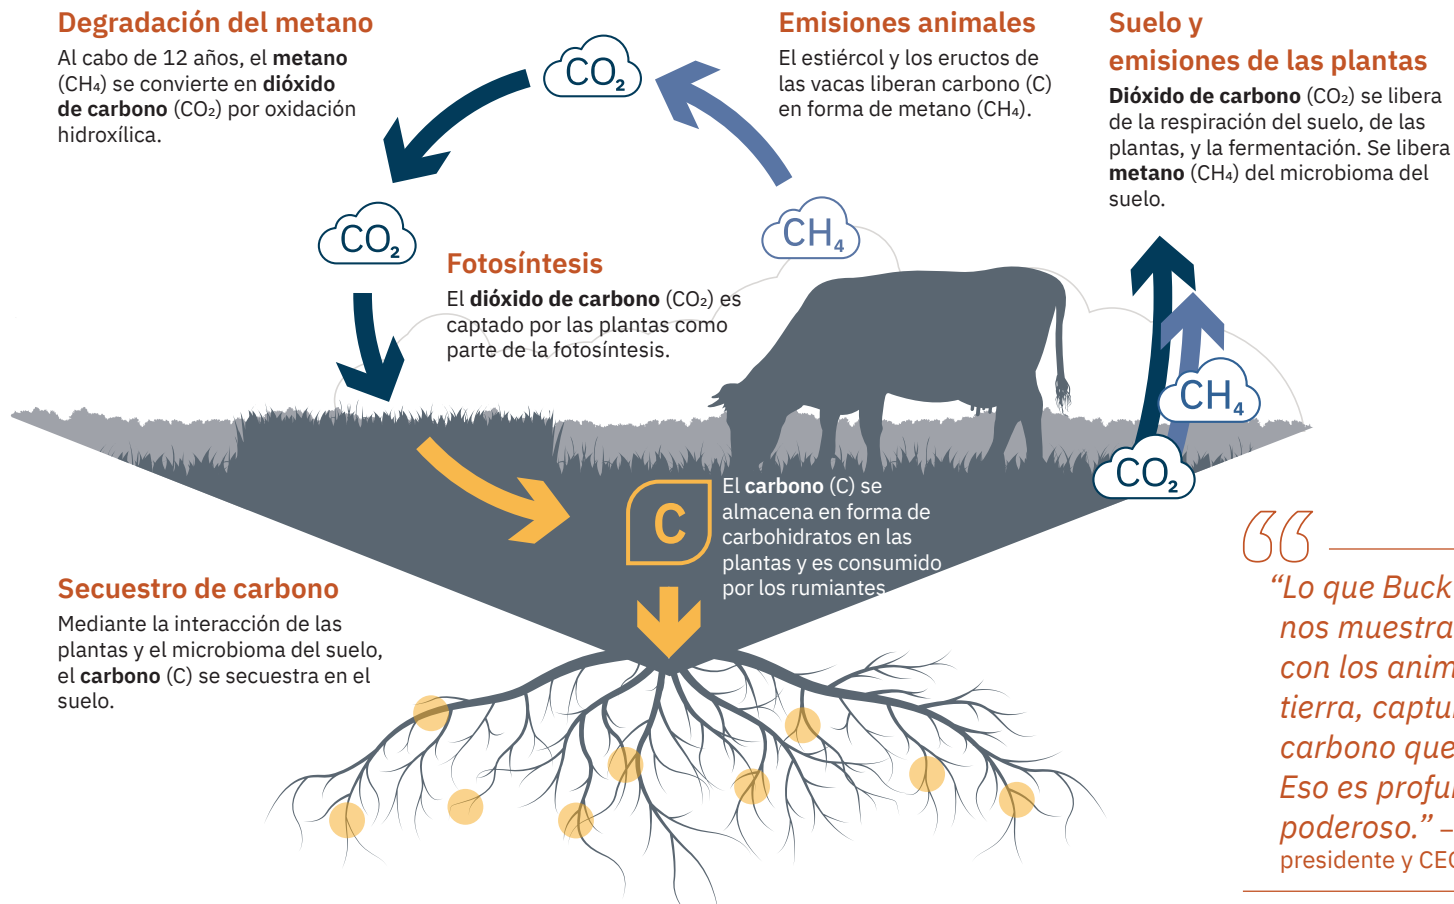 Degradación del metano
Al cabo de 12 años, el metano
(CH₄) se convierte en dióxido
de carbono (CO₂) por oxidación
hidroxílica.
CO₂
Emisiones animales
El estiércol y los eructos de
las vacas liberan carbono (C)
en forma de metano (CH₄).
Suelo y
emisiones de las plantas
Dióxido de carbono (CO₂) se libera
de la respiración del suelo, de las
plantas, y la fermentación. Se libera
metano (CH₄) del microbioma del
suelo.
CO₂
CH₄
Fotosíntesis
El dióxido de carbono (CO₂) es
captado por las plantas como
parte de la fotosíntesis.
CH₄
CO₂
C
El carbono (C) se
almacena en forma de
carbohidratos en las
plantas y es consumido
por los rumiantes
Secuestro de carbono
Mediante la interacción de las
plantas y el microbioma del suelo,
el carbono (C) se secuestra en el
suelo.
“Lo que Buck
nos muestra
con los anim
tierra, captu
carbono que
Eso es profu
poderoso.” –
presidente y CEO